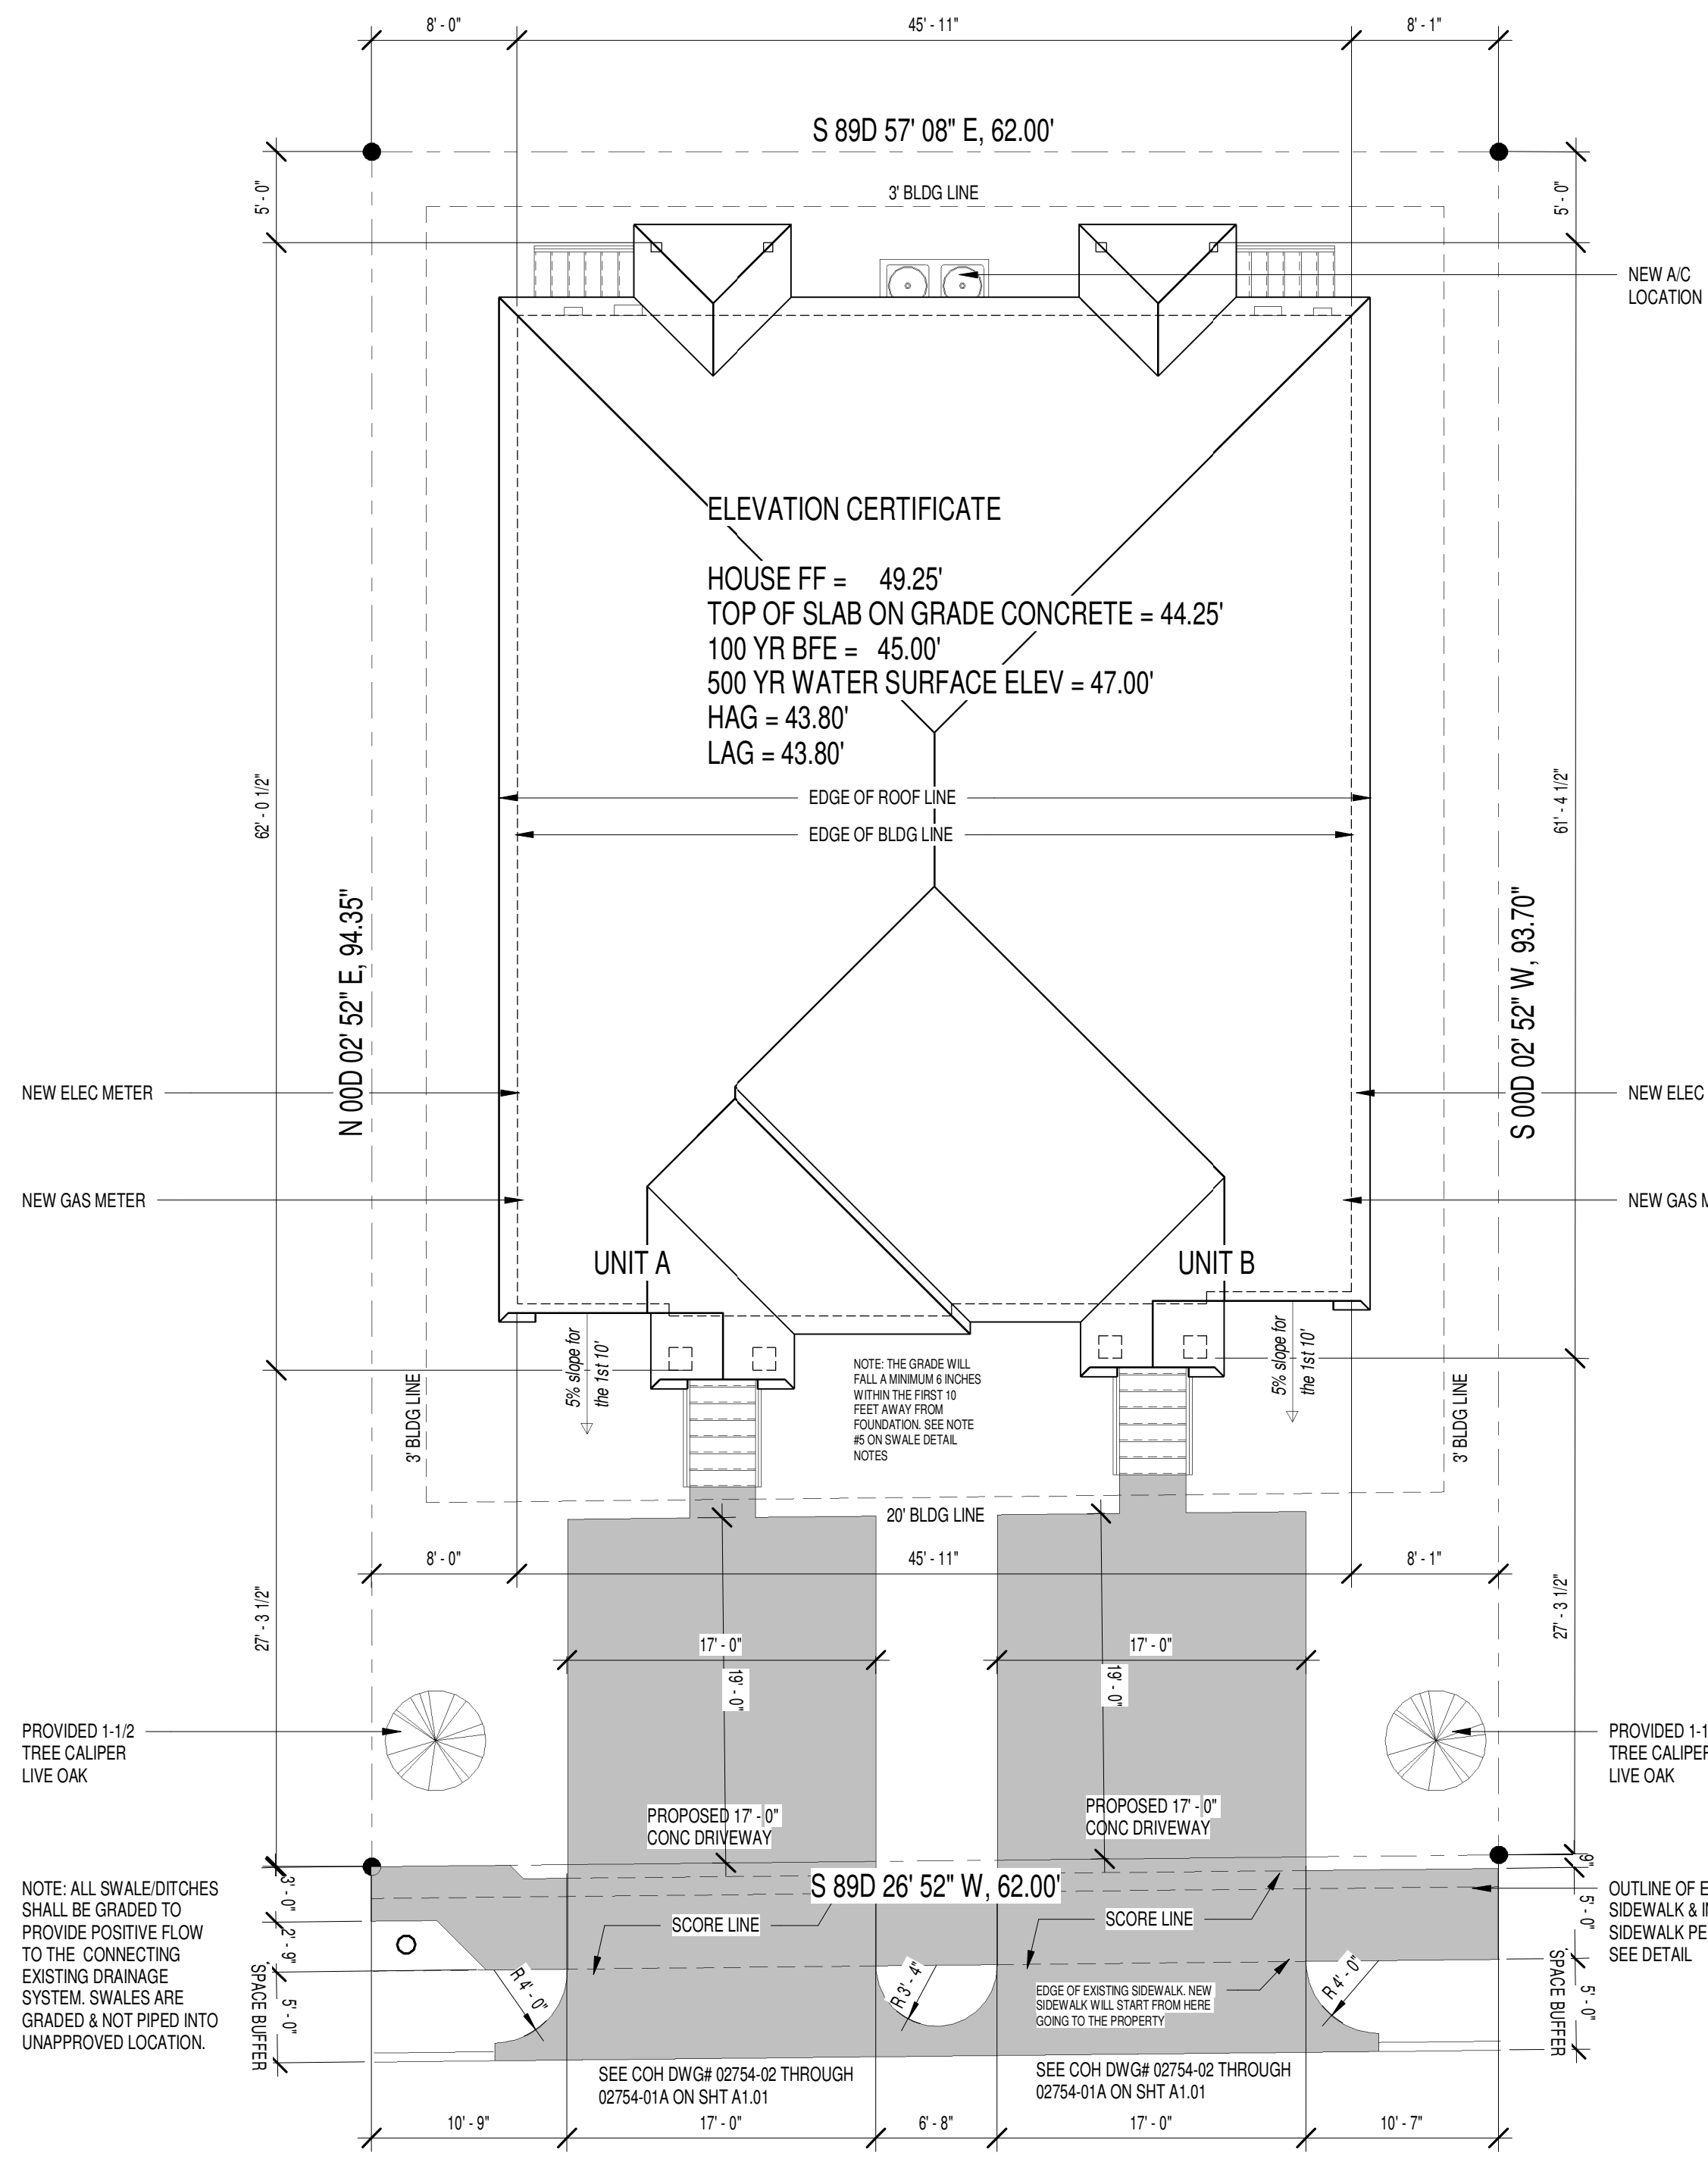 8' - 0"
45' - 11"
8' - 1"
S 89D 57' 08" E, 62.00'
5' - 0"
3' BLDG LINE
5' - 0"
NEW A/C
LOCATION
ELEVATION CERTIFICATE
HOUSE FF = 49.25'
TOP OF SLAB ON GRADE CONCRETE = 44.25'
100 YR BFE = 45.00'
500 YR WATER SURFACE ELEV = 47.00'
HAG = 43.80'
LAG = 43.80'
EDGE OF ROOF LINE
EDGE OF BLDG LINE
62' - 0 1/2"
61' - 4 1/2"
N 00D 02' 52" E, 94.35"
S 00D 02' 52" W, 93.70"
NEW ELEC METER
NEW ELEC
NEW GAS METER
NEW GAS M
UNIT A
UNIT B
5% slope for
the 1st 10'
NOTE: THE GRADE WILL
FALL A MINIMUM 6 INCHES
WITHIN THE FIRST 10
FEET AWAY FROM
FOUNDATION. SEE NOTE
#5 ON SWALE DETAIL
NOTES
5% slope for
the 1st 10'
3' BLDG LINE
3' BLDG LINE
20' BLDG LINE
8' - 0"
45' - 11"
8' - 1"
27' - 3 1/2"
27' - 3 1/2"
17' - 0"
17' - 0"
19' - 0"
19' - 0"
PROVIDED 1-1/2
TREE CALIPER
LIVE OAK
PROVIDED 1-1
TREE CALIPER
LIVE OAK
PROPOSED 17' - 0"
CONC DRIVEWAY
PROPOSED 17' - 0"
CONC DRIVEWAY
S 89D 26' 52" W, 62.00'
NOTE: ALL SWALE/DITCHES
SHALL BE GRADED TO
PROVIDE POSITIVE FLOW
TO THE CONNECTING
EXISTING DRAINAGE
SYSTEM. SWALES ARE
GRADED & NOT PIPED INTO
UNAPPROVED LOCATION.
3' - 0"
2' - 9"
5' - 0"
'SPACE BUFFER
SCORE LINE
SCORE LINE
9"
5' - 0"
5' - 0"
'SPACE BUFFER
OUTLINE OF E
SIDEWALK & I
SIDEWALK PE
SEE DETAIL
R 4' - 0"
R 3' - 4"
R 4' - 0"
EDGE OF EXISTING SIDEWALK. NEW
SIDEWALK WILL START FROM HERE
GOING TO THE PROPERTY
SEE COH DWG# 02754-02 THROUGH
02754-01A ON SHT A1.01
SEE COH DWG# 02754-02 THROUGH
02754-01A ON SHT A1.01
10' - 9"
17' - 0"
6' - 8"
17' - 0"
10' - 7"